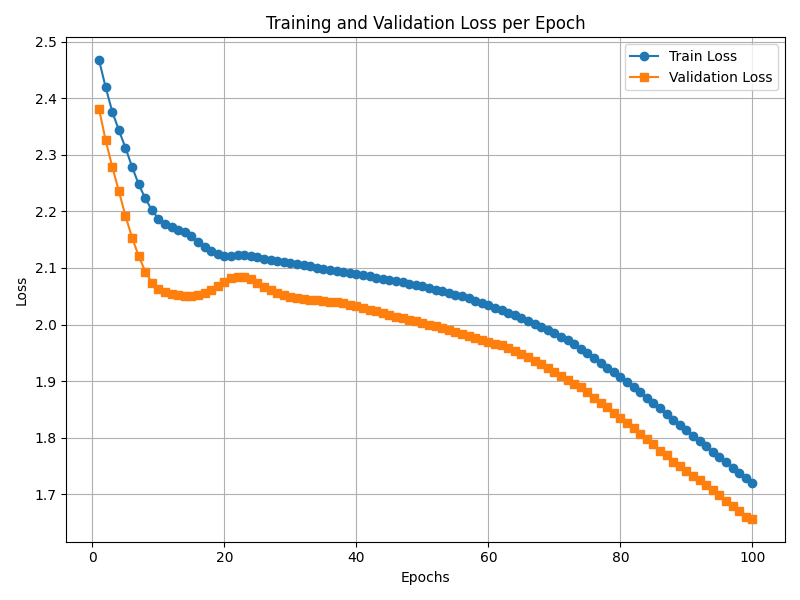 Training and Validation Loss per Epoch
Train Loss
Validation Loss
Loss
2.5
2.4
2.3
2.2
2.1
2.0
1.9
1.8
1.7
0 20 40 60 80 100
Epochs